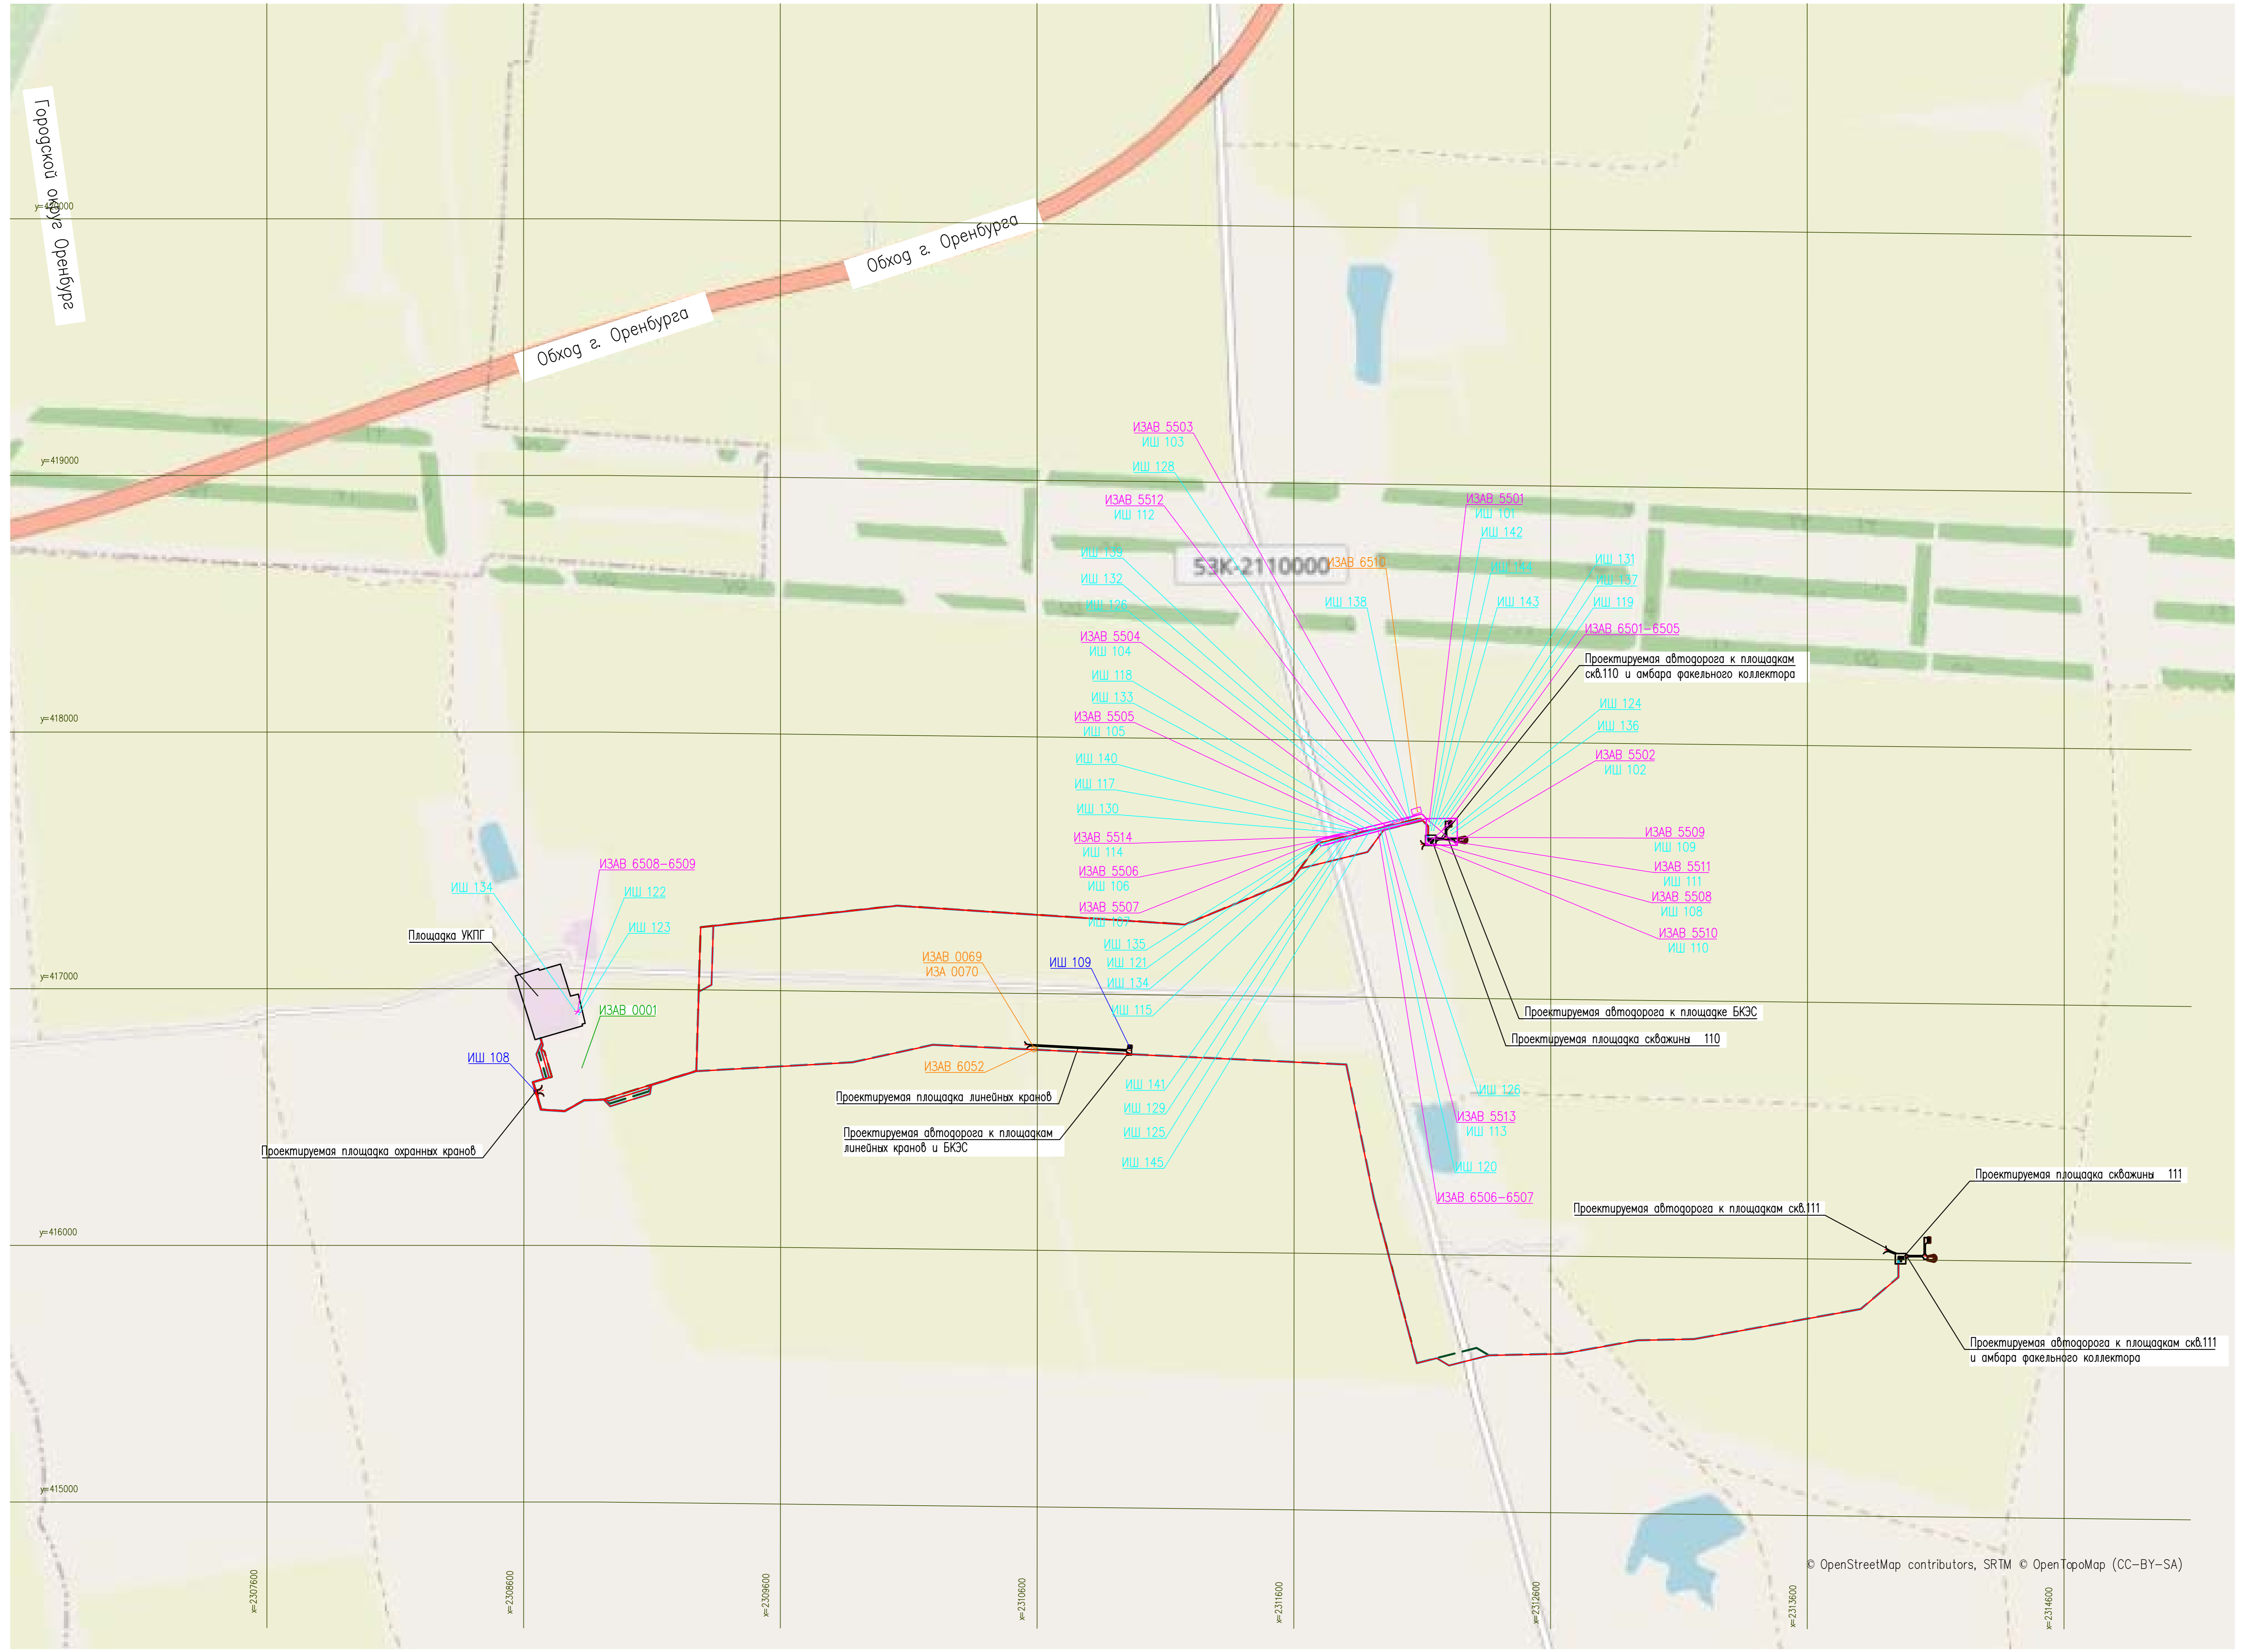 Городской округ Оренбург
Обход г. Оренбурга
Обход г. Оренбурга
y=419000
y=418000
y=417000
y=416000
y=415000
x=2307600
x=2308600
x=2309600
x=2310600
x=2311600
x=2312600
x=2313600
x=2314600
53К-2110000
ИЗАВ 5503
ИШ 103
ИШ 128
ИЗАВ 5512
ИШ 112
ИШ 139
ИШ 132
ИШ 126
ИЗАВ 5504
ИШ 104
ИШ 118
ИШ 133
ИЗАВ 5505
ИШ 105
ИШ 140
ИШ 117
ИШ 130
ИЗАВ 5514
ИШ 114
ИЗАВ 5506
ИШ 106
ИЗАВ 5507
ИШ 107
ИШ 135
ИШ 121
ИШ 134
ИШ 115
ИШ 141
ИШ 129
ИШ 125
ИШ 145
ИЗАВ 6510
ИШ 138
ИЗАВ 5501
ИШ 101
ИШ 142
ИШ 144
ИШ 143
ИШ 131
ИШ 137
ИШ 119
ИЗАВ 6501-6505
Проектируемая автодорога к площадкам
скв.110 и амбара факельного коллектора
ИШ 124
ИШ 136
ИЗАВ 5502
ИШ 102
ИЗАВ 5509
ИШ 109
ИЗАВ 5511
ИШ 111
ИЗАВ 5508
ИШ 108
ИЗАВ 5510
ИШ 110
Проектируемая автодорога к площадке БКЭС
Проектируемая площадка скважины 110
ИШ 126
ИЗАВ 5513
ИШ 113
ИШ 120
ИЗАВ 6506-6507
ИЗАВ 6508-6509
ИШ 134
ИШ 122
ИШ 123
Площадка УКПГ
ИЗАВ 0001
ИШ 108
Проектируемая площадка охранных кранов
ИЗАВ 0069
ИЗА 0070
ИШ 109
ИЗАВ 6052
Проектируемая площадка линейных кранов
Проектируемая автодорога к площадкам
линейных кранов и БКЭС
Проектируемая площадка скважины 111
Проектируемая автодорога к площадкам скв.111
Проектируемая автодорога к площадкам скв.111
и амбара факельного коллектора
© OpenStreetMap contributors, SRTM © OpenTopoMap (CC-BY-SA)